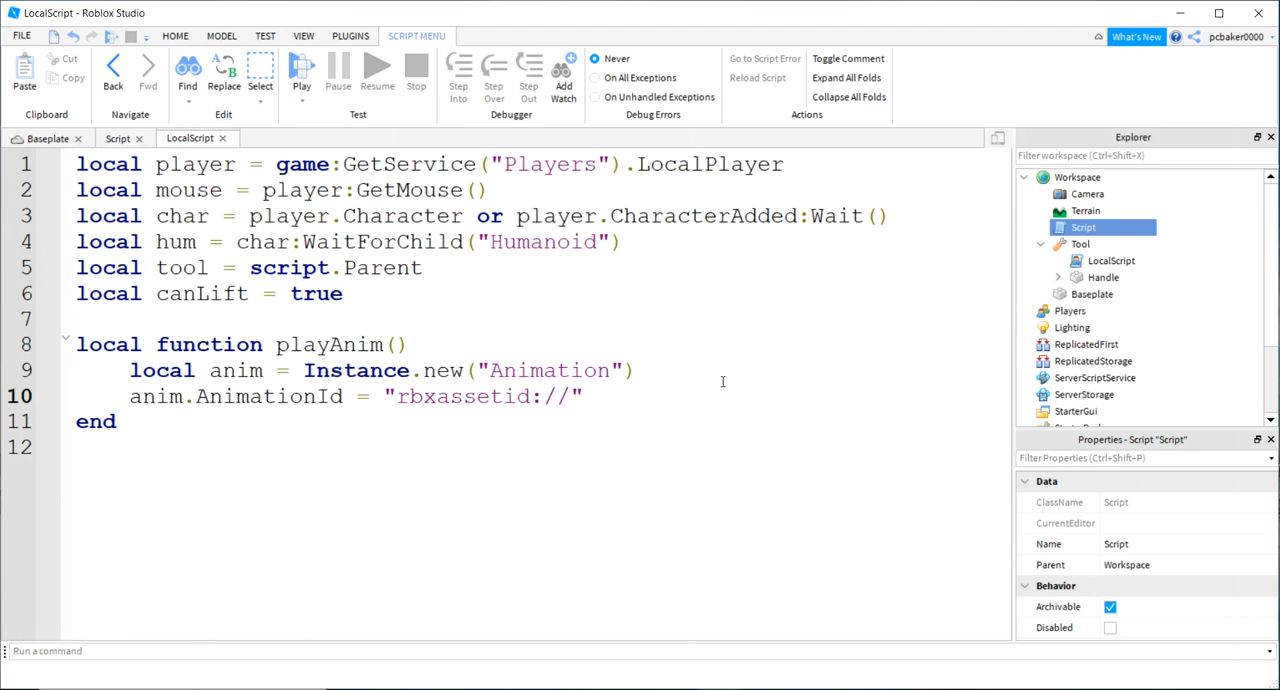 LocalScript - Roblox Studio
FILE HOME MODEL TEST VIEW PLUGINS SCRIPT MENU What's New pcbaker0000
Paste Cut Copy Back Fwd Find Replace Select Play Pause Resume Stop Step Into Step Over Step Out Add Watch
Never
On All Exceptions
On Unhandled Exceptions
Go to Script Error
Reload Script
Toggle Comment
Expand All Folds
Collapse All Folds
Clipboard Navigate Edit Test Debugger Debug Errors Actions
Baseplate Script LocalScript
1 local player = game:GetService("Players").LocalPlayer
2 local mouse = player:GetMouse()
3 local char = player.Character or player.CharacterAdded:Wait()
4 local hum = char:WaitForChild("Humanoid")
5 local tool = script.Parent
6 local canLift = true
7
8 local function playAnim()
9 local anim = Instance.new("Animation")
10 anim.AnimationId = "rbxassetid://"
11 end
12
Explorer
Filter workspace (Ctrl+Shift+X)
Workspace
Camera
Terrain
Script
Tool
LocalScript
Handle
Baseplate
Players
Lighting
ReplicatedFirst
ReplicatedStorage
ServerScriptService
ServerStorage
StarterGui
Properties - Script "Script"
Filter Properties (Ctrl+Shift+P)
Data
ClassName Script
CurrentEditor
Name Script
Parent Workspace
Behavior
Archivable
Disabled
Run a command